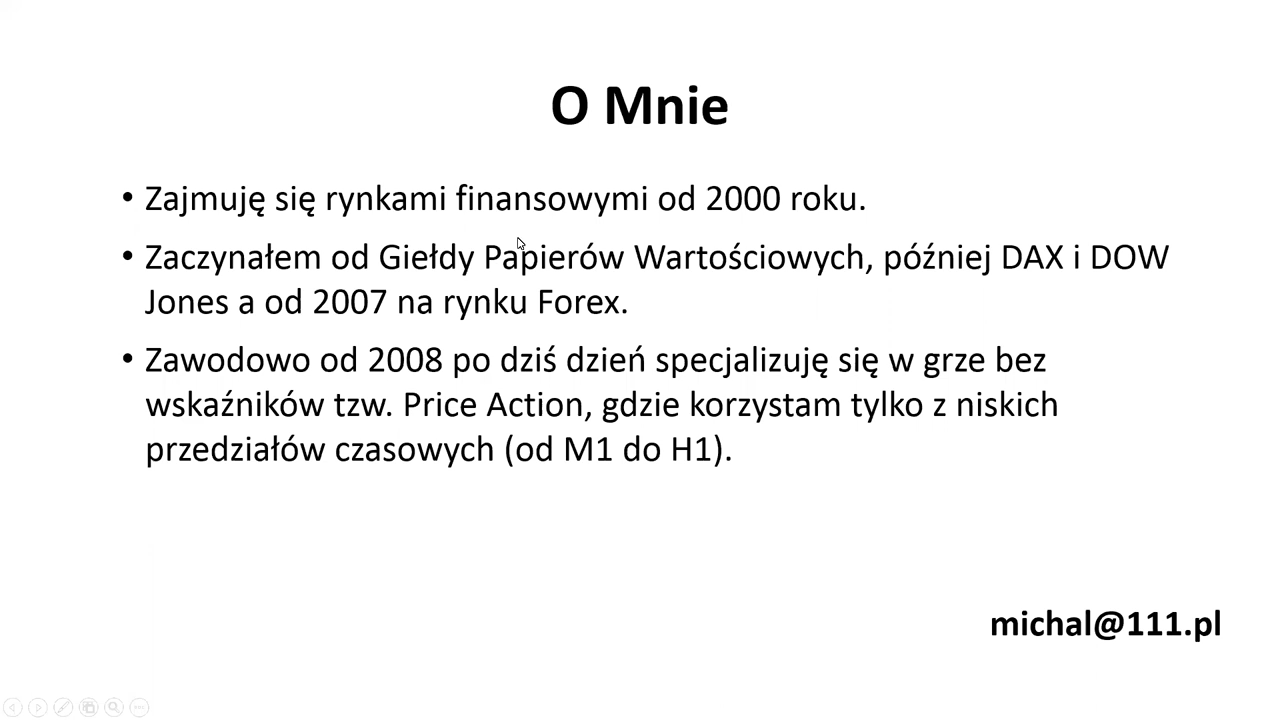 O Mnie
• Zajmuję się rynkami finansowymi od 2000 roku.
• Zaczynałem od Giełdy Papierów Wartościowych, później DAX i DOW
Jones a od 2007 na rynku Forex.
• Zawodowo od 2008 po dziś dzień specjalizuję się w grze bez
wskaźników tzw. Price Action, gdzie korzystam tylko z niskich
przedziałów czasowych (od M1 do H1).
michal@111.pl